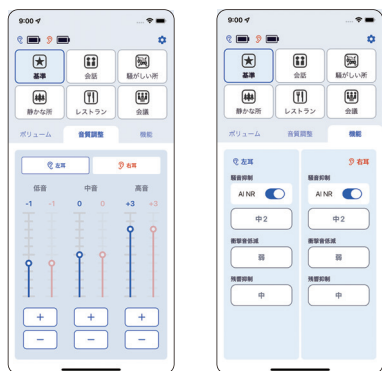 9:00
基準
会話
騒がしい所
静かな所
レストラン
会議
ボリューム
音質調整
機能
左耳
右耳
低音
中音
高音
-1
-1
0
0
+3
+3
+
+
+
−
−
−
9:00
基準
会話
騒がしい所
静かな所
レストラン
会議
ボリューム
音質調整
機能
左耳
右耳
騒音抑制
騒音抑制
AI NR
AI NR
中2
中2
衝撃音低減
衝撃音低減
弱
弱
残響抑制
残響抑制
中
中